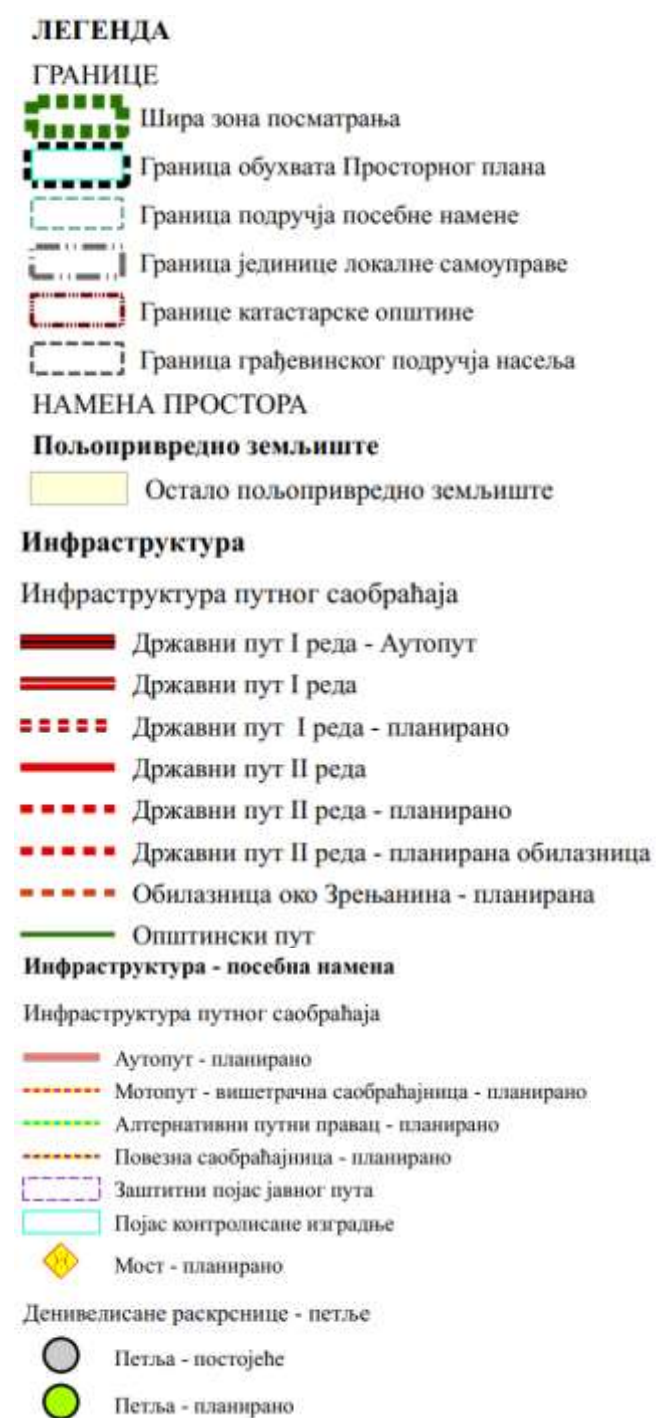 ЛЕГЕНДА
ГРАНИЦЕ
Шира зона посматрања
Граница обухвата Просторног плана
Граница подручја посебне намене
Граница јединице локалне самоуправе
Границе катастарске општине
Граница грађевинског подручја насеља
НАМЕНА ПРОСТОРА
Пољопривредно земљиште
Остало пољопривредно земљиште
Инфраструктура
Инфраструктура путног саобраћаја
Државни пут I реда - Аутопут
Државни пут I реда
Државни пут I реда - планирано
Државни пут II реда
Државни пут II реда - планирано
Државни пут II реда - планирана обилазница
Обилазница око Зрењанина - планирана
Општински пут
Инфраструктура - посебна намена
Инфраструктура путног саобраћаја
Аутопут - планирано
Мотопут - вишетрачна саобраћајница - планирано
Алтернативни путни правац - планирано
Повезна саобраћајница - планирано
Заштитни појас јавног пута
Појас контролисане изградње
Мост - планирано
Денивелисане раскрснице - петље
Петља - постојеће
Петља - планирано